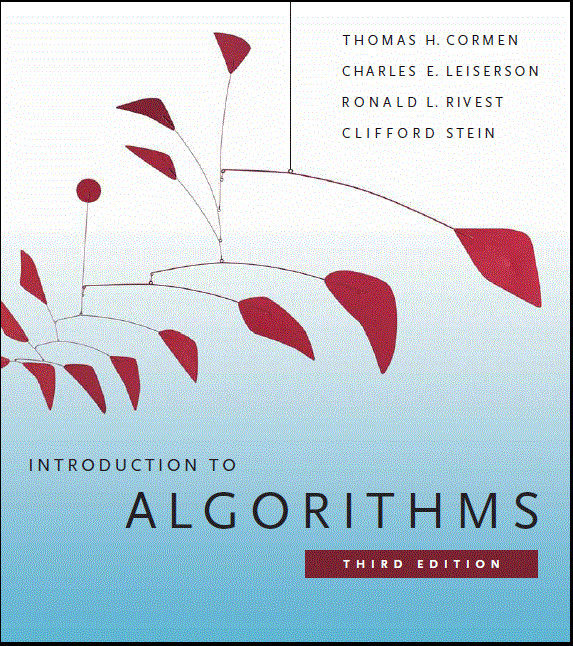 THOMAS H. CORMEN
CHARLES E. LEISERSON
RONALD L. RIVEST
CLIFFORD STEIN
INTRODUCTION TO
ALGORITHMS
THIRD EDITION